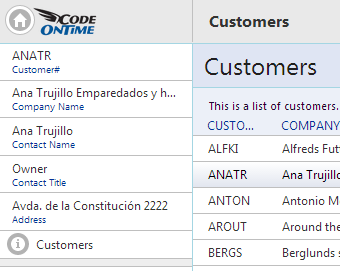 CODE
ONTIME
ANATR
Customer#
Ana Trujillo Emparedados y h...
Company Name
Ana Trujillo
Contact Name
Owner
Contact Title
Avda. de la Constitución 2222
Address
Customers
Customers
Customers
This is a list of customers.
CUSTO... COMPANY
ALFKI Alfreds Fut
ANATR Ana Trujillo
ANTON Antonio M
AROUT Around the
BERGS Berglunds s